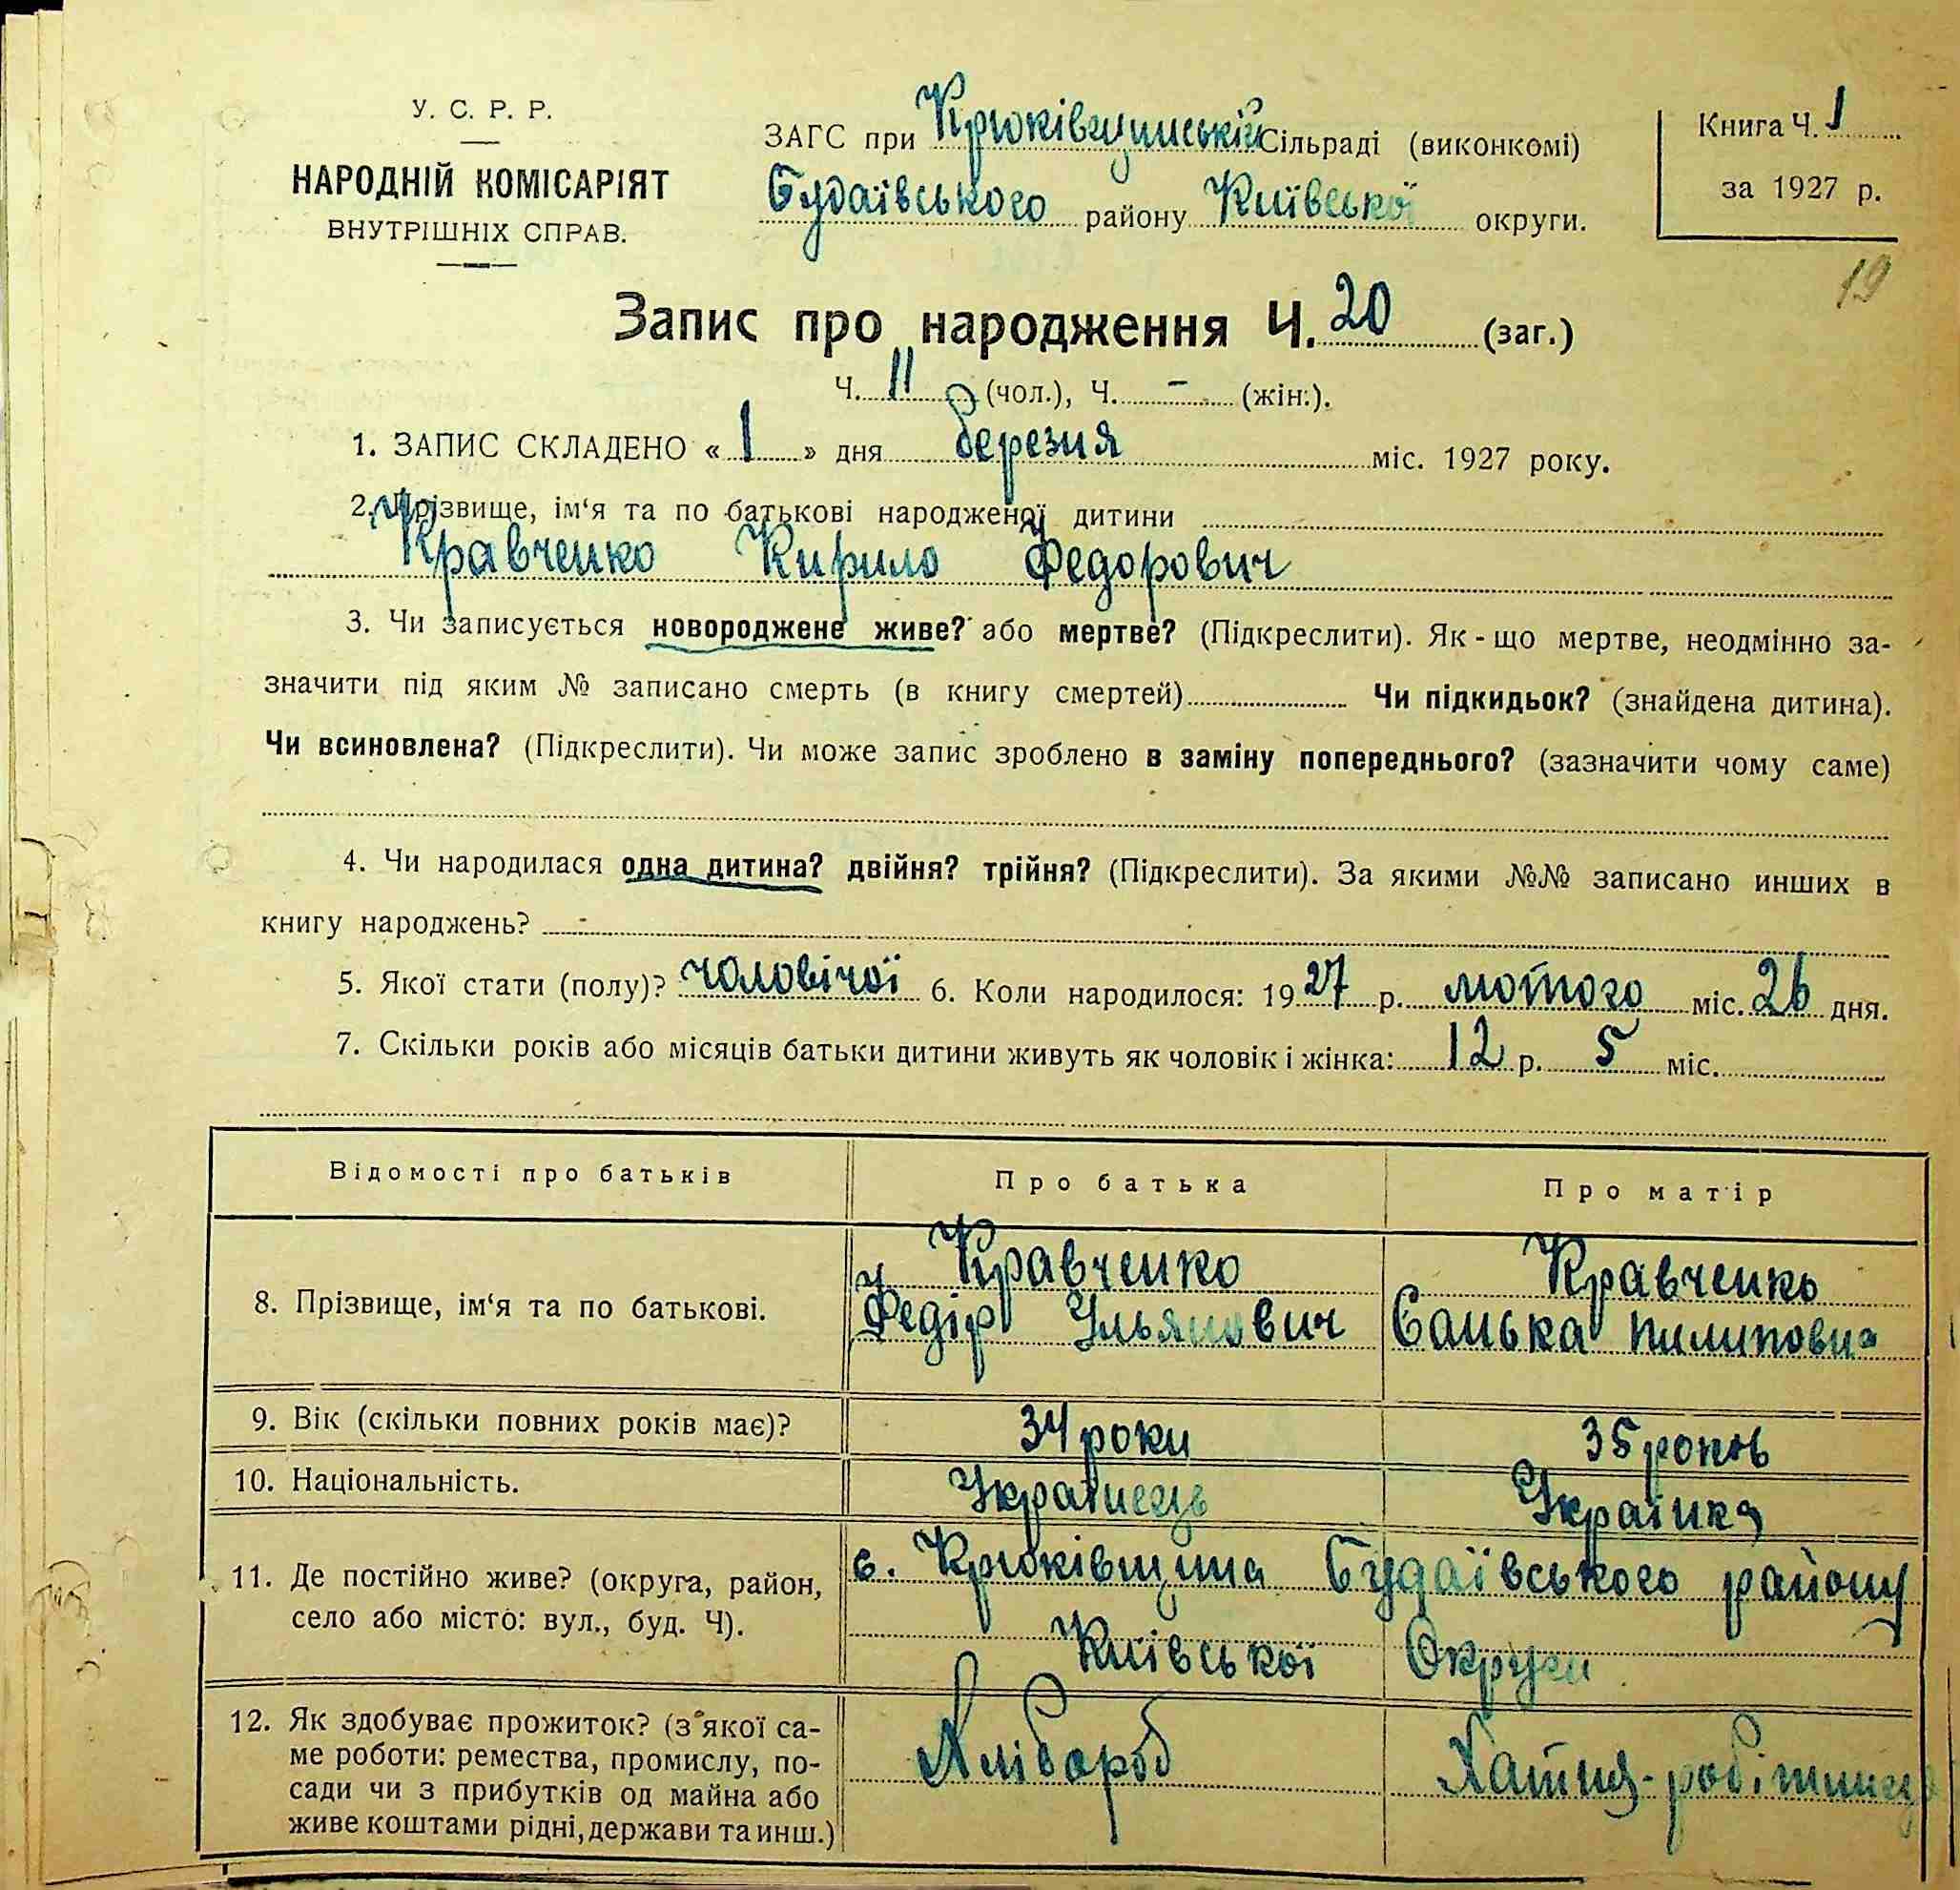 У. С. Р. Р.
НАРОДНІЙ КОМІСАРІЯТ
ВНУТРІШНІХ СПРАВ.
ЗАГС при Крюківщинській Сільраді (виконкомі)
Будаївського району Київської округи.
Книга Ч. 1
за 1927 р.
19
Запис про народження Ч. 20 (заг.)
Ч. 11 (чол.), Ч. - (жін.).
1. ЗАПИС СКЛАДЕНО « 1 » дня березня міс. 1927 року.
2. Прізвище, ім‘я та по батькові народженої дитини
Кравченко Кирило Федорович
3. Чи записується новороджене живе? або мертве? (Підкреслити). Як-що мертве, неодмінно за-
значити під яким № записано смерть (в книгу смертей) Чи підкидьок? (знайдена дитина).
Чи всиновлена? (Підкреслити). Чи може запис зроблено в заміну попереднього? (зазначити чому саме)
4. Чи народилася одна дитина? двійня? трійня? (Підкреслити). За якими №№ записано инших в
книгу народжень? -
5. Якої стати (полу)? чоловічої 6. Коли народилося: 1927 р. лютого міс. 26 дня.
7. Скільки років або місяців батьки дитини живуть як чоловік і жінка: 12 р. 5 міс.
Відомості про батьків Про батька Про матір
8. Прізвище, ім‘я та по батькові. Кравченко Кравченко
Федір Ульянович Санька Пилиповна
9. Вік (скільки повних років має)? 34 роки 35 років
10. Національність. Українець Українка
11. Де постійно живе? (округа, район, с. Крюківщина Будаївського району
село або місто: вул., буд. Ч). Київської Округи
12. Як здобуває прожиток? (з якої са-
ме роботи: ремества, промислу, по- Хлібороб Хатня-робітниця
сади чи з прибутків од майна або
живе коштами рідні, держави та инш.)